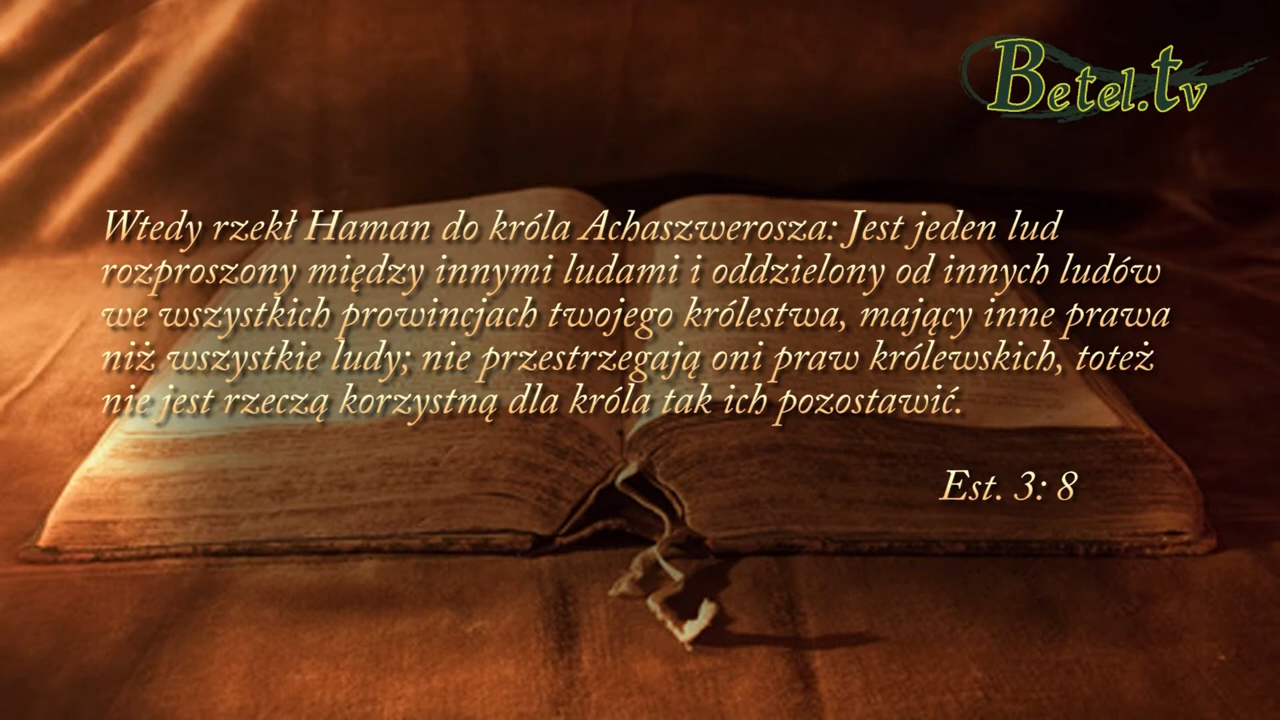 Betel.tv
Wtedy rzekł Haman do króla Achaszwerosza: Jest jeden lud
rozproszony między innymi ludami i oddzielony od innych ludów
we wszystkich prowincjach twojego królestwa, mający inne prawa
niż wszystkie ludy; nie przestrzegają oni praw królewskich, toteż
nie jest rzeczą korzystną dla króla tak ich pozostawić.
Est. 3: 8